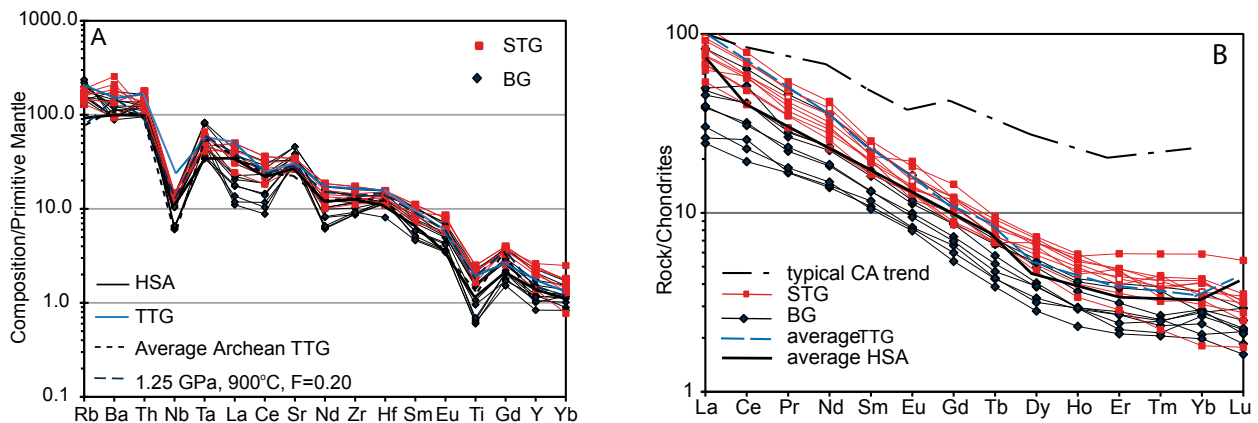 A
STG
BG
Composition/Primitive Mantle
1000.0
100.0
10.0
1.0
0.1
HSA
TTG
Average Archean TTG
1.25 GPa, 900°C, F=0.20
Rb Ba Th Nb Ta La Ce Sr Nd Zr Hf Sm Eu Ti Gd Y Yb
B
Rock/Chondrites
100
10
1
typical CA trend
STG
BG
averageTTG
average HSA
La Ce Pr Nd Sm Eu Gd Tb Dy Ho Er Tm Yb Lu